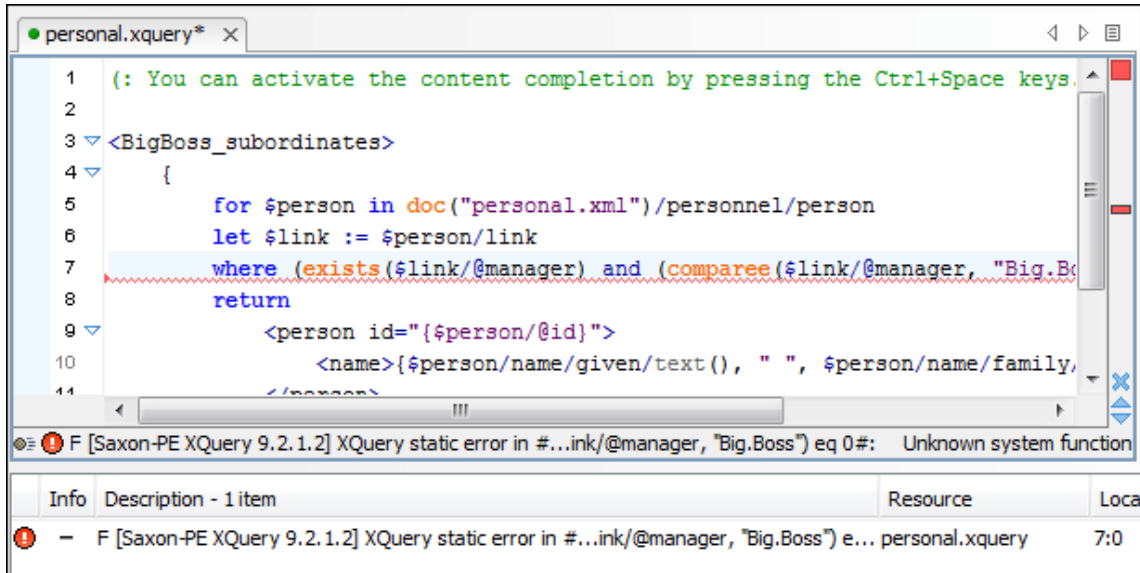 personal.xquery*
1 (: You can activate the content completion by pressing the Ctrl+Space keys.
2
3 <BigBoss_subordinates>
4 {
5 for $person in doc("personal.xml")/personnel/person
6 let $link := $person/link
7 where (exists($link/@manager) and (comparee($link/@manager, "Big.Bo
8 return
9 <person id="{$person/@id}">
10 <name>{$person/name/given/text(), " ", $person/name/family/
11 </person>
F [Saxon-PE XQuery 9.2.1.2] XQuery static error in #...ink/@manager, "Big.Boss") eq 0#: Unknown system function
Info Description - 1 item Resource Loca
F [Saxon-PE XQuery 9.2.1.2] XQuery static error in #...ink/@manager, "Big.Boss") e... personal.xquery 7:0